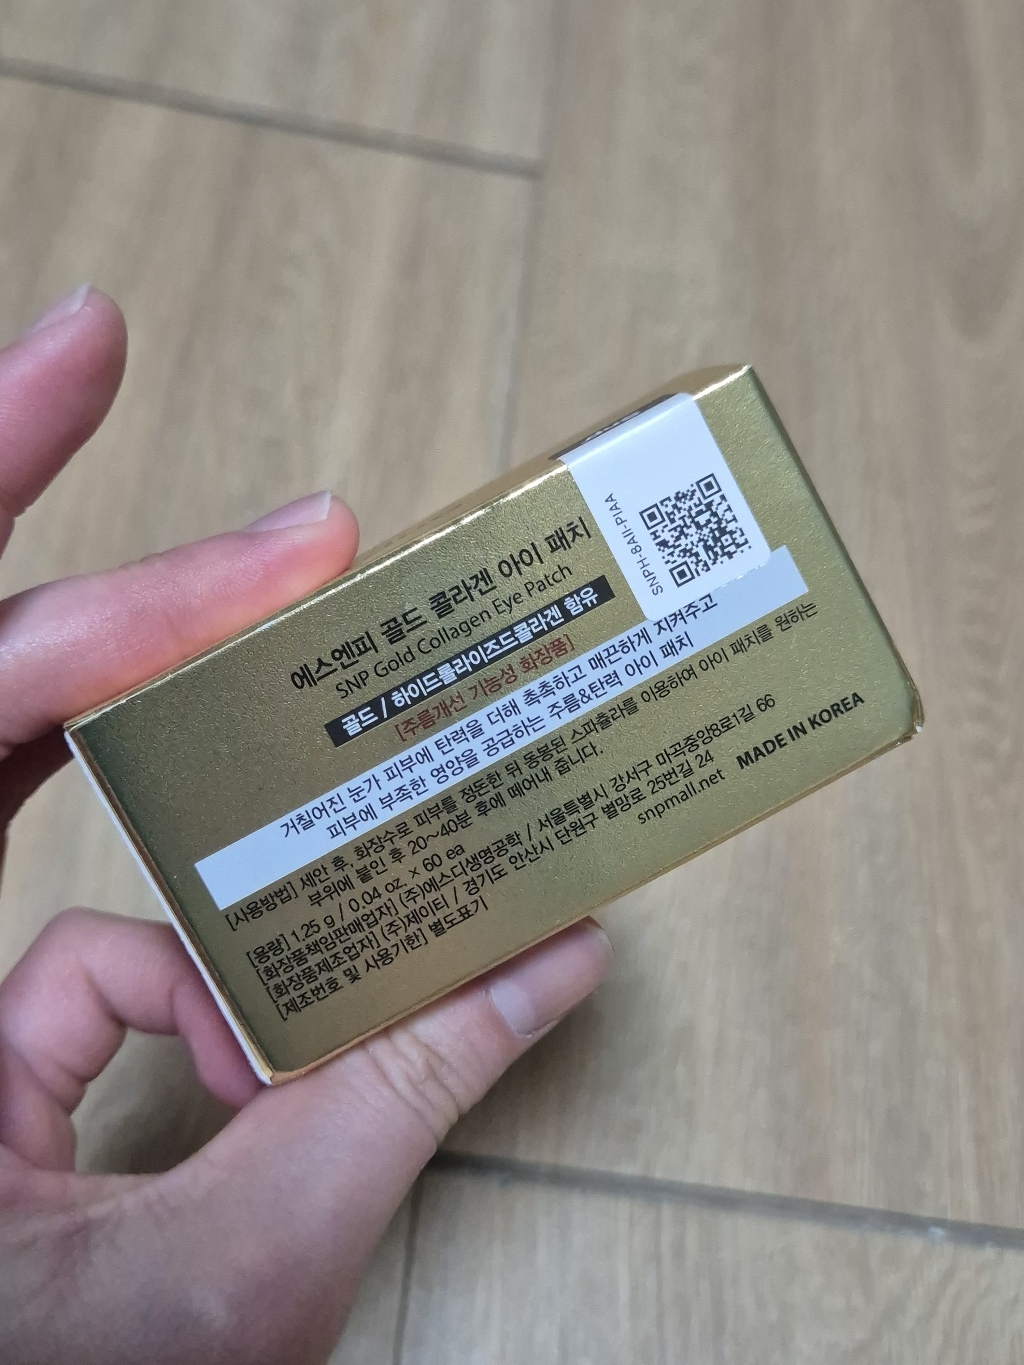 에스엔피 골드 콜라겐 아이 패치
SNP Gold Collagen Eye Patch
골드 / 하이드롤라이즈드콜라겐 함유
[주름개선 기능성 화장품]
거칠어진 눈가 피부에 탄력을 더해 촉촉하고 매끈하게 지켜주고
피부에 부족한 영양을 공급하는 주름&탄력 아이 패치
[사용방법] 세안 후, 화장수로 피부를 정돈한 뒤 동봉된 스파츌라를 이용하여 아이 패치를 원하는
부위에 붙인 후 20~40분 후에 떼어내 줍니다.
[용량] 1.25 g / 0.04 oz. x 60 ea
[화장품책임판매업자] (주)에스디생명공학 / 서울특별시 강서구 마곡중앙8로1길 66
[화장품제조업자] (주)제이티 / 경기도 안산시 단원구 별망로 25번길 24
[제조번호 및 사용기한] 별도표기
snpmall.net
MADE IN KOREA
SNPH-8AII-PIAA